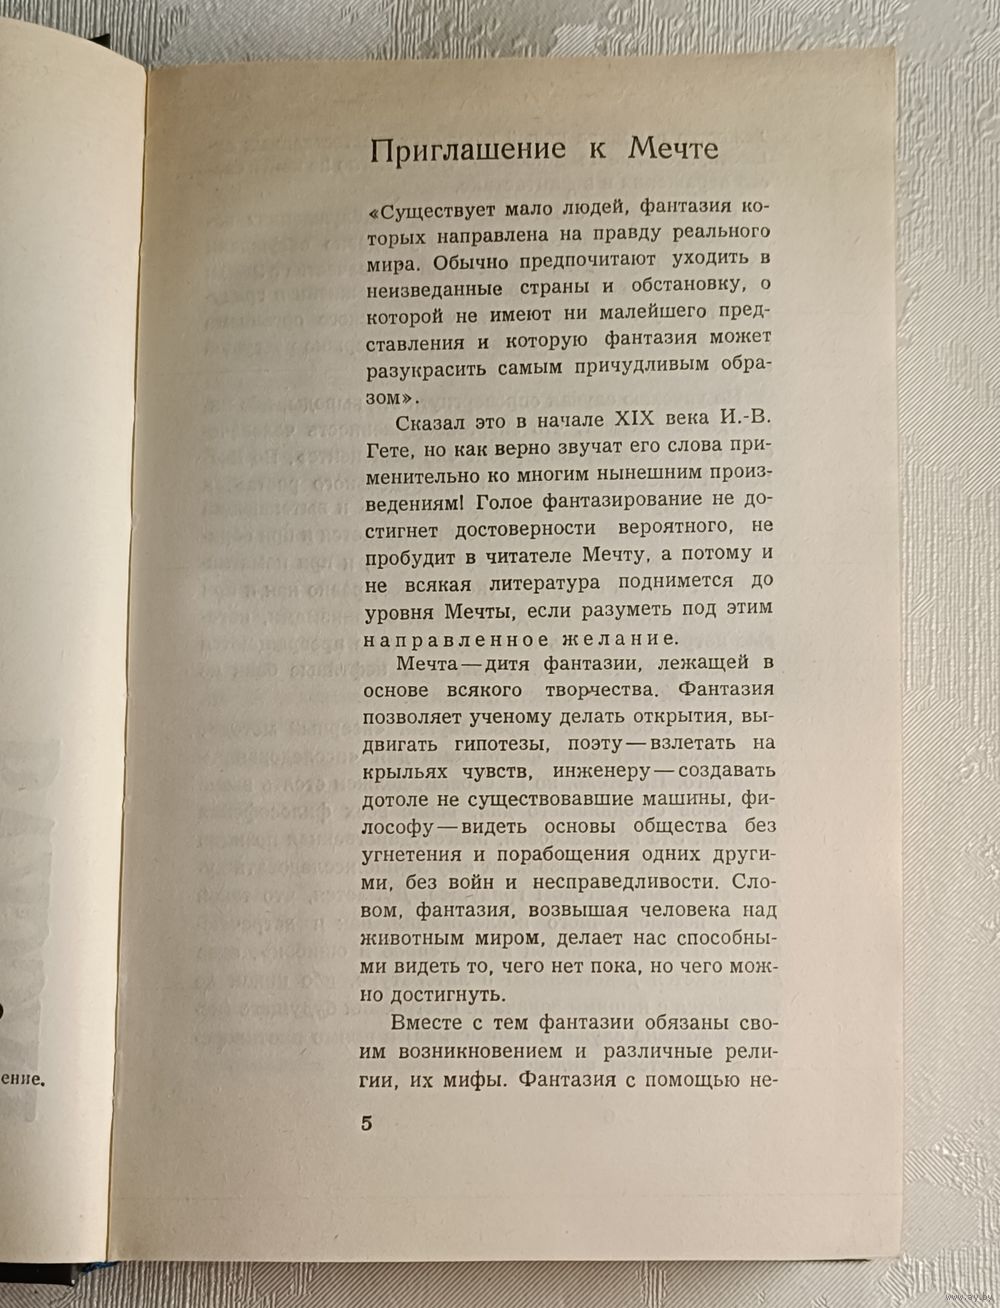 Приглашение к Мечте
«Существует мало людей, фантазия ко-
торых направлена на правду реального
мира. Обычно предпочитают уходить в
неизведанные страны и обстановку, о
которой не имеют ни малейшего пред-
ставления и которую фантазия может
разукрасить самым причудливым обра-
зом».
Сказал это в начале XIX века И.-В.
Гете, но как верно звучат его слова при-
менительно ко многим нынешним произ-
ведениям! Голое фантазирование не до-
стигнет достоверности вероятного, не
пробудит в читателе Мечту, а потому и
не всякая литература поднимется до
уровня Мечты, если разуметь под этим
направленное желание.
Мечта—дитя фантазии, лежащей в
основе всякого творчества. Фантазия
позволяет ученому делать открытия, вы-
двигать гипотезы, поэту—взлетать на
крыльях чувств, инженеру—создавать
дотоле не существовавшие машины, фи-
лософу—видеть основы общества без
угнетения и порабощения одних други-
ми, без войн и несправедливости. Сло-
вом, фантазия, возвышая человека над
животным миром, делает нас способны-
ми видеть то, чего нет пока, но чего мож-
но достигнуть.
Вместе с тем фантазии обязаны сво-
им возникновением и различные рели-
гии, их мифы. Фантазия с помощью не-
5
ение.
www.ay.by